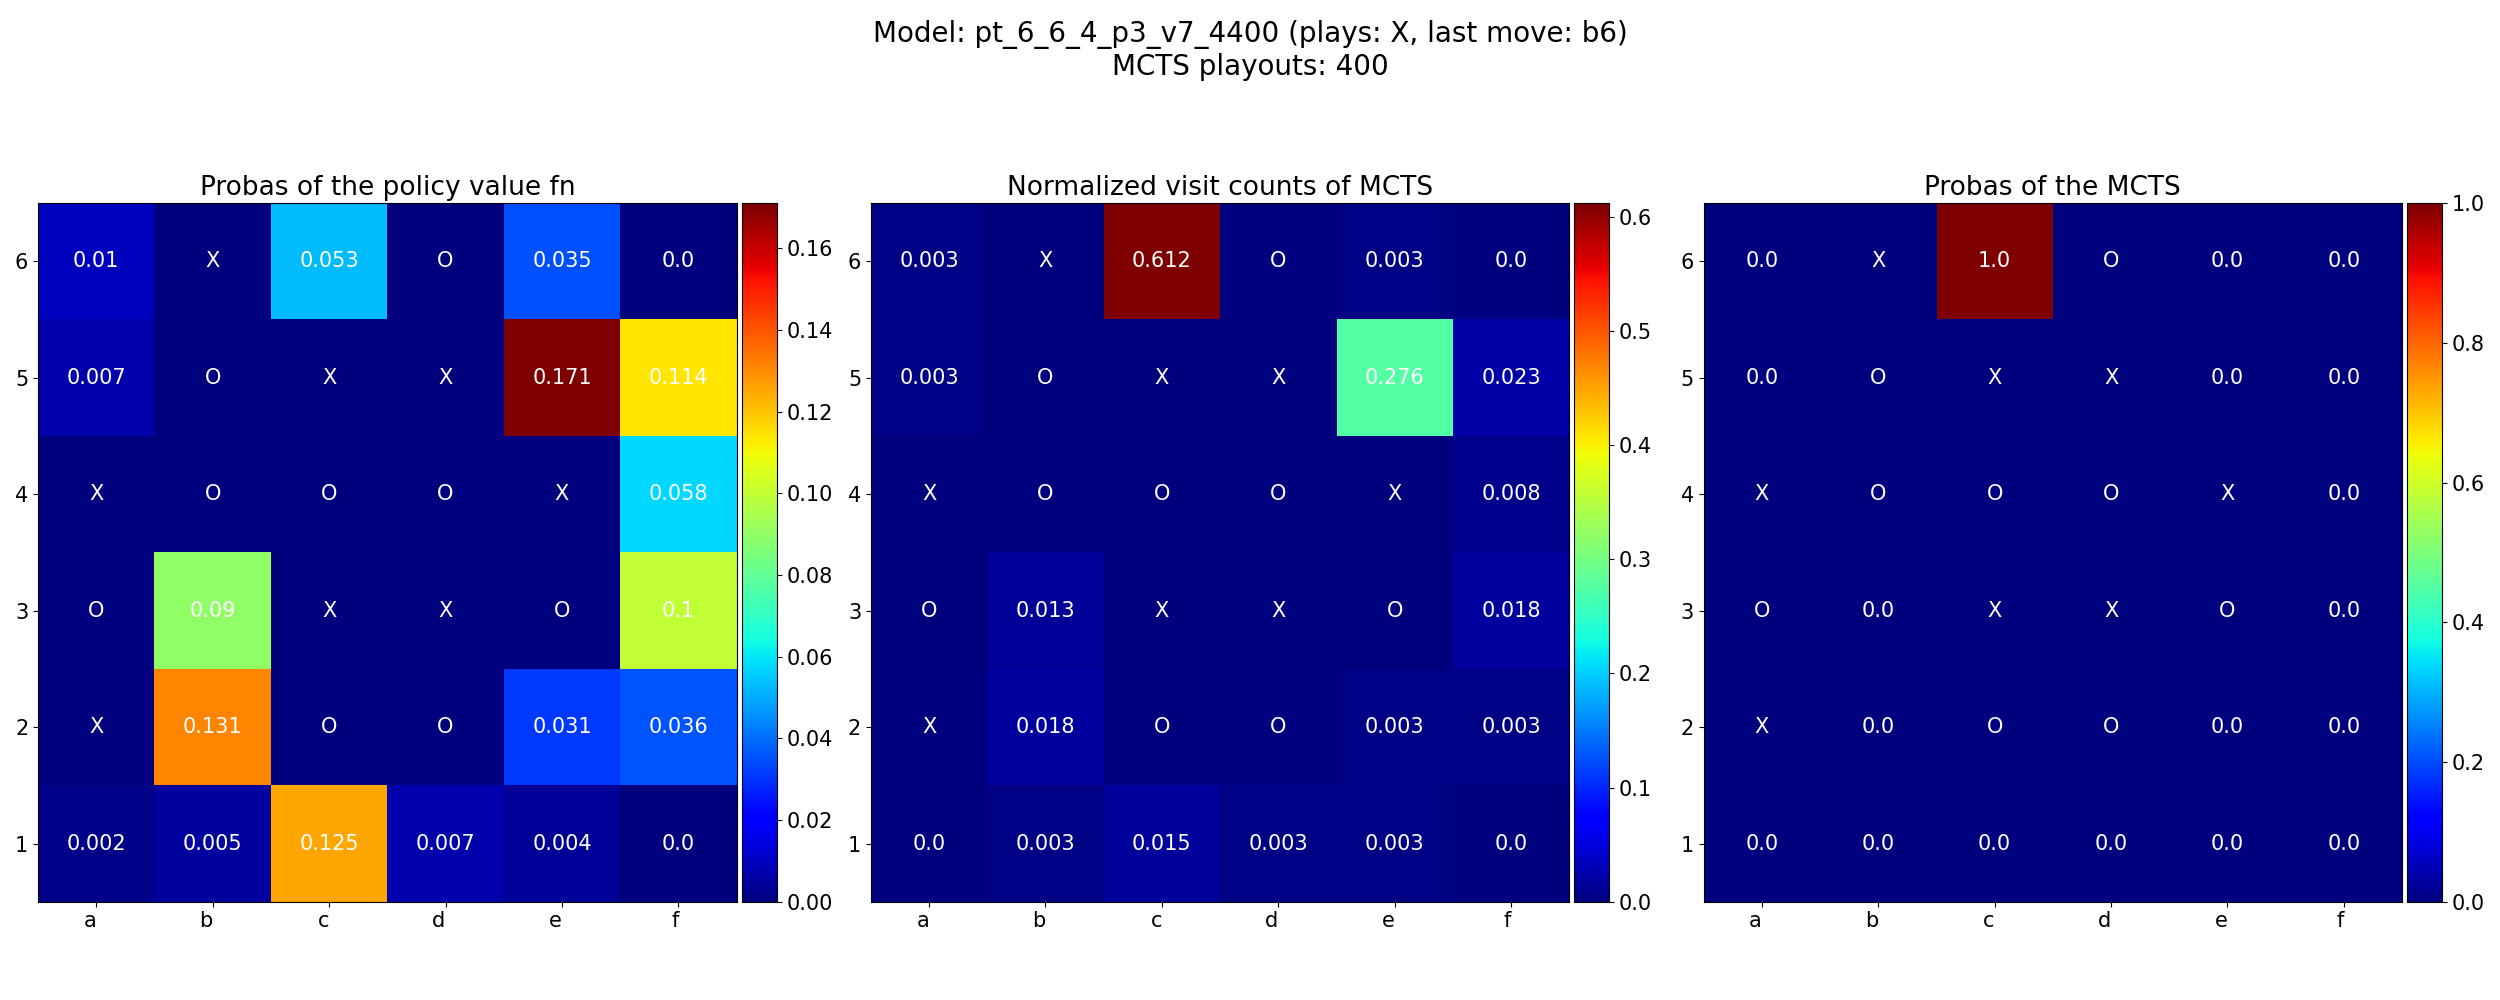 Model: pt_6_6_4_p3_v7_4400 (plays: X, last move: b6)
MCTS playouts: 400
Probas of the policy value fn
6 0.01 X 0.053 O 0.035 0.0
5 0.007 O X X 0.171 0.114
4 X O O O X 0.058
3 O 0.09 X X O 0.1
2 X 0.131 O O 0.031 0.036
1 0.002 0.005 0.125 0.007 0.004 0.0
a b c d e f
0.16
0.14
0.12
0.10
0.08
0.06
0.04
0.02
0.00
Normalized visit counts of MCTS
6 0.003 X 0.612 O 0.003 0.0
5 0.003 O X X 0.276 0.023
4 X O O O X 0.008
3 O 0.013 X X O 0.018
2 X 0.018 O O 0.003 0.003
1 0.0 0.003 0.015 0.003 0.003 0.0
a b c d e f
0.6
0.5
0.4
0.3
0.2
0.1
0.0
Probas of the MCTS
6 0.0 X 1.0 O 0.0 0.0
5 0.0 O X X 0.0 0.0
4 X O O O X 0.0
3 O 0.0 X X O 0.0
2 X 0.0 O O 0.0 0.0
1 0.0 0.0 0.0 0.0 0.0 0.0
a b c d e f
1.0
0.8
0.6
0.4
0.2
0.0